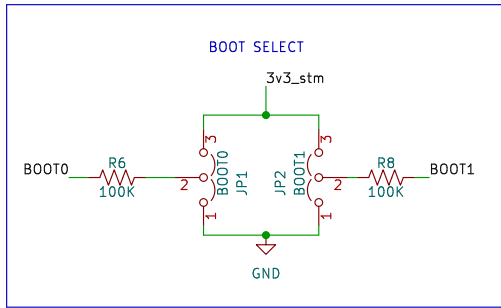 BOOT SELECT
3v3_stm
3
3
BOOT0
R6
100K
2
BOOT0
JP1
JP2
BOOT1
2
R8
100K
BOOT1
1
1
GND